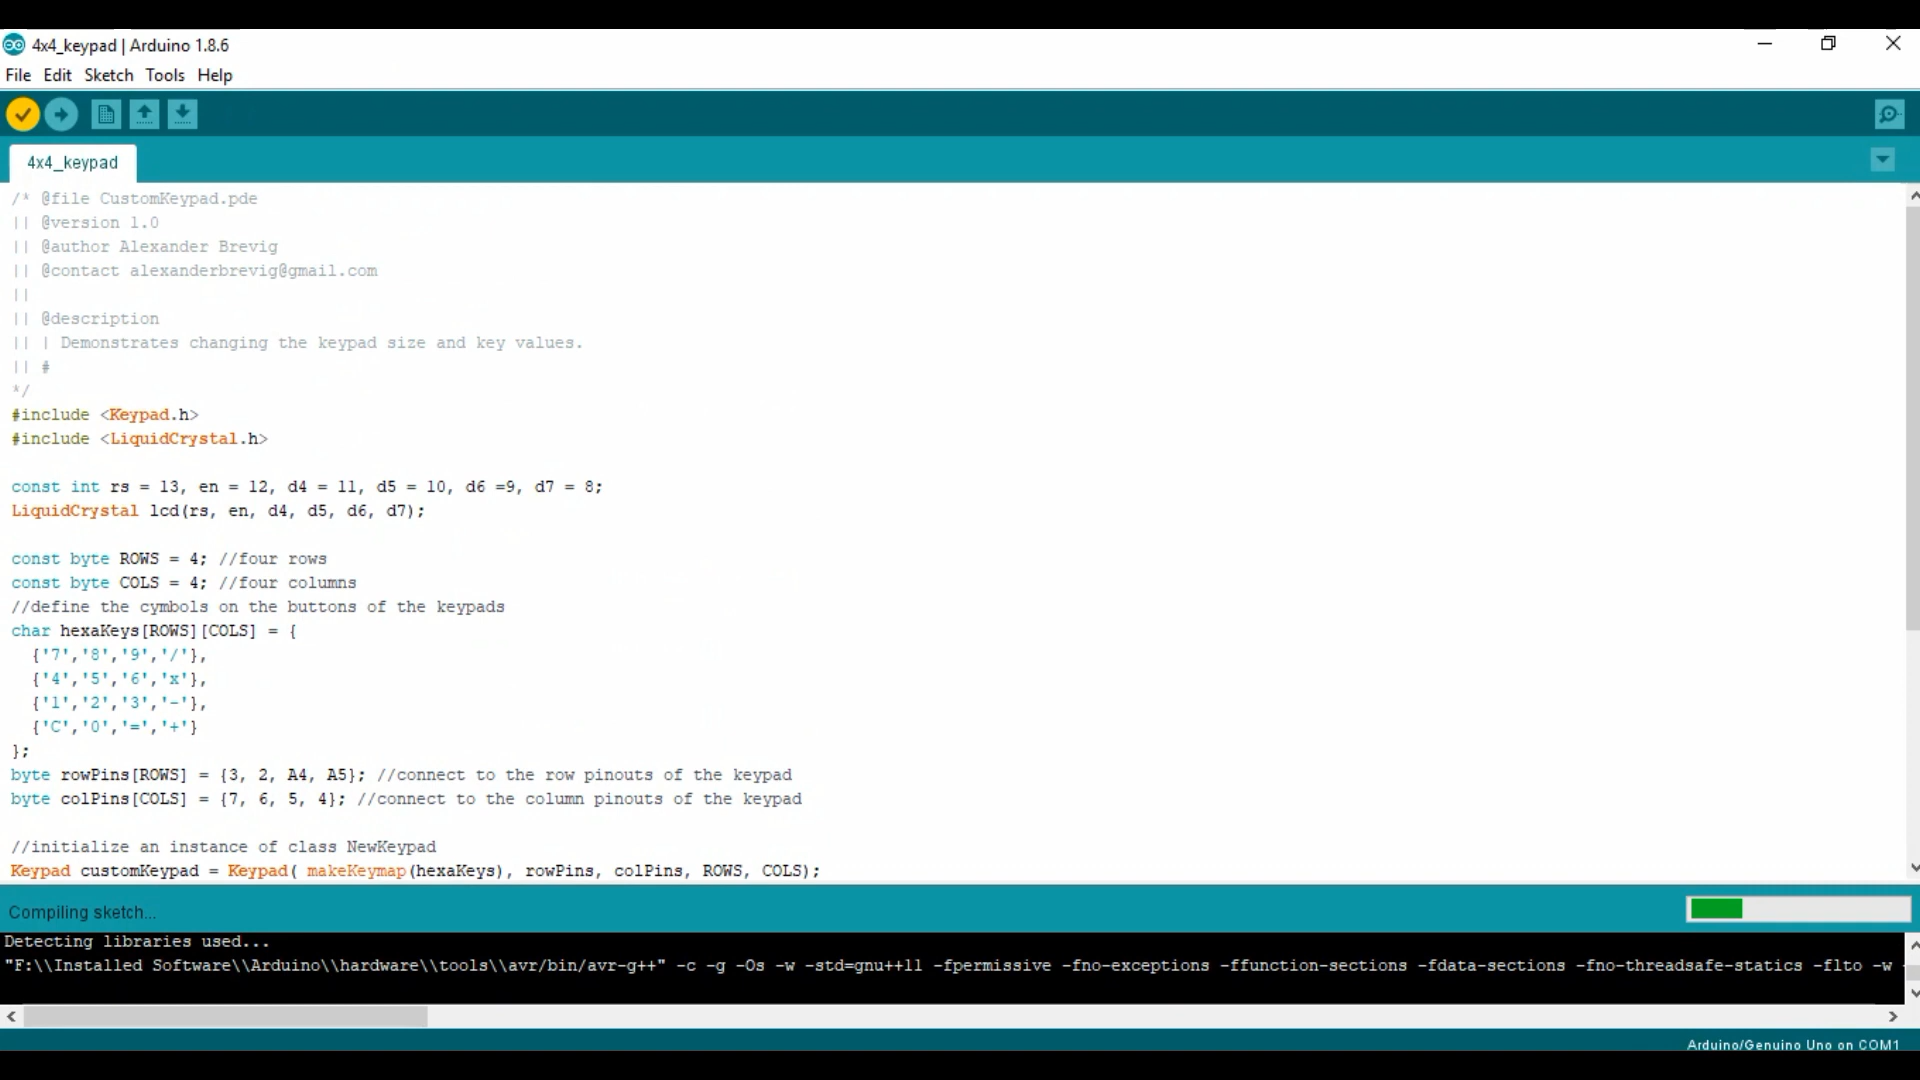 4x4_keypad | Arduino 1.8.6
File Edit Sketch Tools Help
4x4_keypad
/* @file CustomKeypad.pde
|| @version 1.0
|| @author Alexander Brevig
|| @contact alexanderbrevig@gmail.com
||
|| @description
|| | Demonstrates changing the keypad size and key values.
|| #
*/
#include <Keypad.h>
#include <LiquidCrystal.h>
const int rs = 13, en = 12, d4 = 11, d5 = 10, d6 =9, d7 = 8;
LiquidCrystal lcd(rs, en, d4, d5, d6, d7);
const byte ROWS = 4; //four rows
const byte COLS = 4; //four columns
//define the cymbols on the buttons of the keypads
char hexaKeys[ROWS][COLS] = {
{'7','8','9','/'},
{'4','5','6','x'},
{'1','2','3','-'},
{'C','0','=','+'}
};
byte rowPins[ROWS] = {3, 2, A4, A5}; //connect to the row pinouts of the keypad
byte colPins[COLS] = {7, 6, 5, 4}; //connect to the column pinouts of the keypad
//initialize an instance of class NewKeypad
Keypad customKeypad = Keypad( makeKeymap(hexaKeys), rowPins, colPins, ROWS, COLS);
Compiling sketch...
Detecting libraries used...
"F:\\Installed Software\\Arduino\\hardware\\tools\\avr/bin/avr-g++" -c -g -Os -w -std=gnu++11 -fpermissive -fno-exceptions -ffunction-sections -fdata-sections -fno-threadsafe-statics -flto -w
Arduino/Genuino Uno on COM1